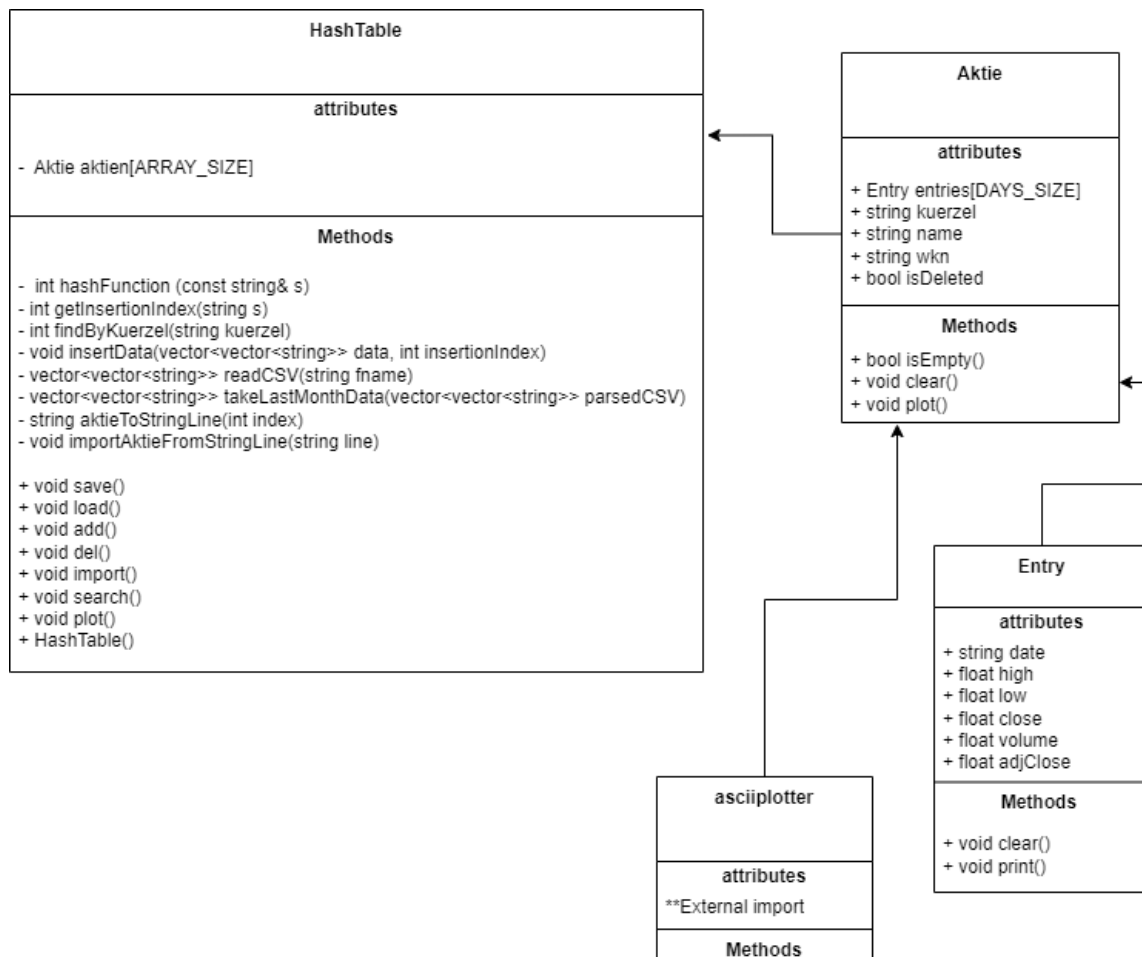 HashTable
attributes
- Aktie aktien[ARRAY_SIZE]
Methods
- int hashFunction (const string& s)
- int getInsertionIndex(string s)
- int findByKuerzel(string kuerzel)
- void insertData(vector<vector<string>> data, int insertionIndex)
- vector<vector<string>> readCSV(string fname)
- vector<vector<string>> takeLastMonthData(vector<vector<string>> parsedCSV)
- string aktieToStringLine(int index)
- void importAktieFromStringLine(string line)
+ void save()
+ void load()
+ void add()
+ void del()
+ void import()
+ void search()
+ void plot()
+ HashTable()
Aktie
attributes
+ Entry entries[DAYS_SIZE]
+ string kuerzel
+ string name
+ string wkn
+ bool isDeleted
Methods
+ bool isEmpty()
+ void clear()
+ void plot()
Entry
attributes
+ string date
+ float high
+ float low
+ float close
+ float volume
+ float adjClose
Methods
+ void clear()
+ void print()
asciiplotter
attributes
**External import
Methods